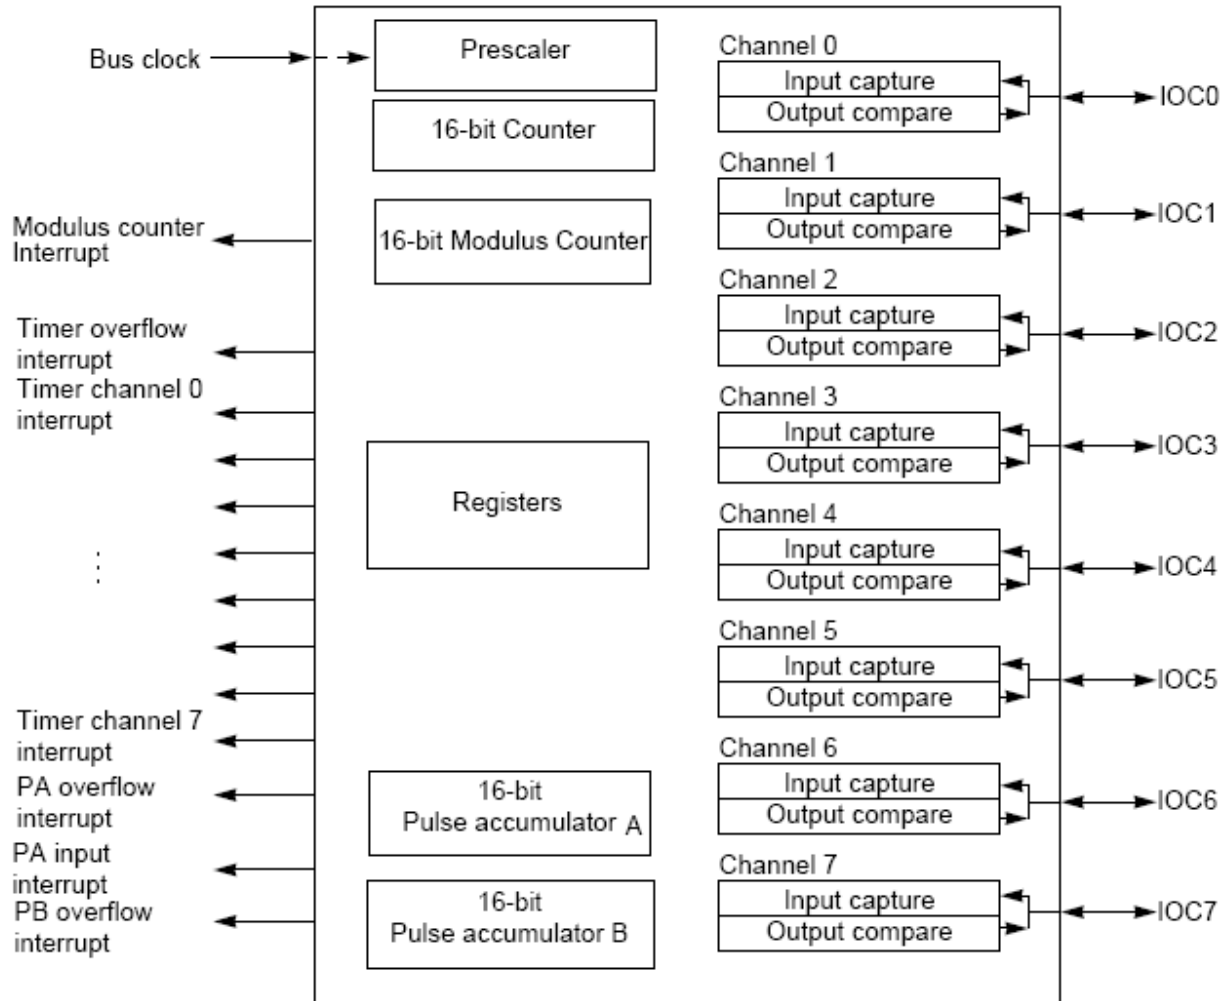 Bus clock
Prescaler
16-bit Counter
Modulus counter
Interrupt
16-bit Modulus Counter
Timer overflow
interrupt
Timer channel 0
interrupt
Registers
Timer channel 7
interrupt
PA overflow
interrupt
16-bit
Pulse accumulator A
PA input
interrupt
PB overflow
interrupt
16-bit
Pulse accumulator B
Channel 0
Input capture
Output compare
IOC0
Channel 1
Input capture
Output compare
IOC1
Channel 2
Input capture
Output compare
IOC2
Channel 3
Input capture
Output compare
IOC3
Channel 4
Input capture
Output compare
IOC4
Channel 5
Input capture
Output compare
IOC5
Channel 6
Input capture
Output compare
IOC6
Channel 7
Input capture
Output compare
IOC7